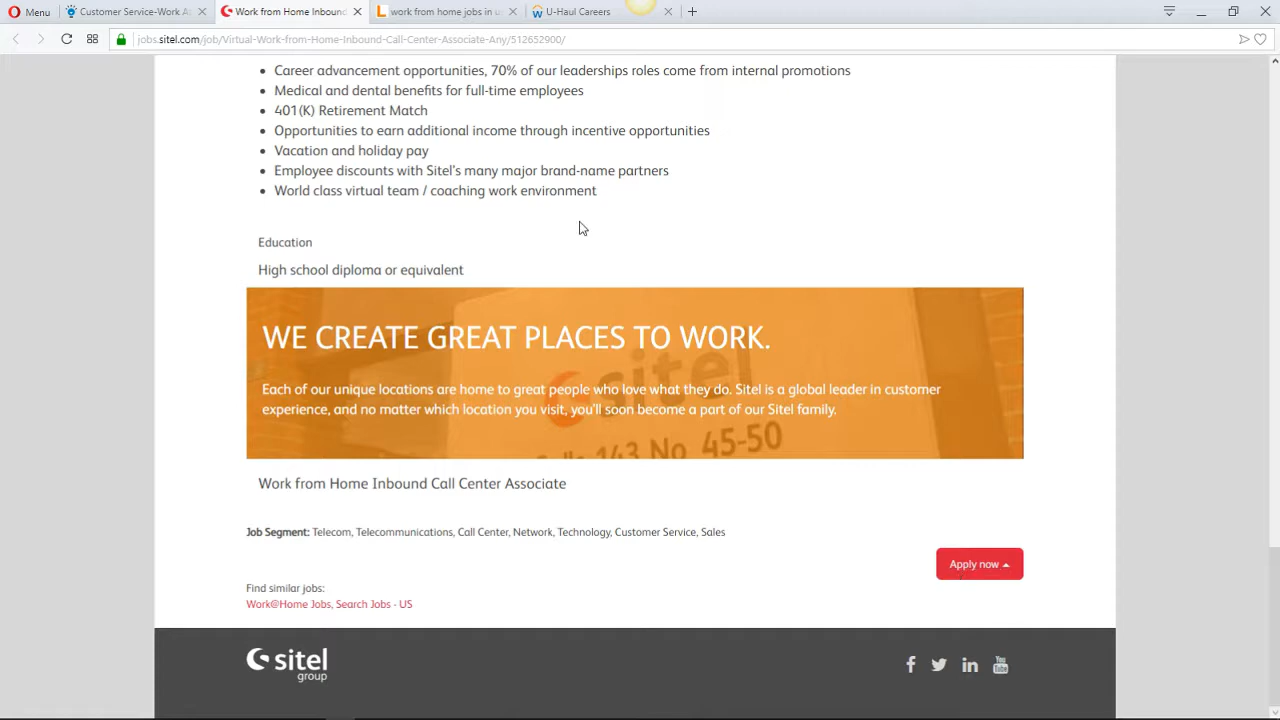 Menu
Customer Service-Work A
Work from Home Inbound
work from home jobs in u
U-Haul Careers
jobs.sitel.com/job/Virtual-Work-from-Home-Inbound-Call-Center-Associate-Any/512652900/
Career advancement opportunities, 70% of our leaderships roles come from internal promotions
Medical and dental benefits for full-time employees
401(K) Retirement Match
Opportunities to earn additional income through incentive opportunities
Vacation and holiday pay
Employee discounts with Sitel's many major brand-name partners
World class virtual team / coaching work environment
Education
High school diploma or equivalent
WE CREATE GREAT PLACES TO WORK.
Each of our unique locations are home to great people who love what they do. Sitel is a global leader in customer
experience, and no matter which location you visit, you'll soon become a part of our Sitel family.
sitel
143 No 45-50
Work from Home Inbound Call Center Associate
Job Segment: Telecom, Telecommunications, Call Center, Network, Technology, Customer Service, Sales
Apply now
Find similar jobs:
Work@Home Jobs, Search Jobs - US
sitel
group